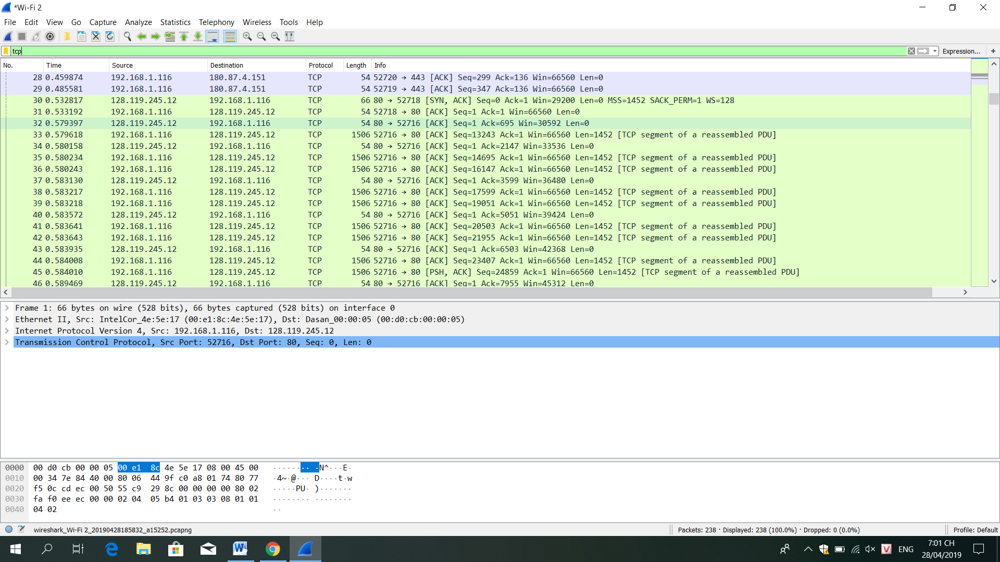 *Wi-Fi 2
File Edit View Go Capture Analyze Statistics Telephony Wireless Tools Help
tcp Expression... +
No. Time Source Destination Protocol Length Info
28 0.459874 192.168.1.116 180.87.4.151 TCP 54 52720 → 443 [ACK] Seq=299 Ack=136 Win=66560 Len=0
29 0.485581 192.168.1.116 180.87.4.151 TCP 54 52719 → 443 [ACK] Seq=347 Ack=136 Win=66560 Len=0
30 0.532817 128.119.245.12 192.168.1.116 TCP 66 80 → 52718 [SYN, ACK] Seq=0 Ack=1 Win=29200 Len=0 MSS=1452 SACK_PERM=1 WS=128
31 0.533192 192.168.1.116 128.119.245.12 TCP 54 52718 → 80 [ACK] Seq=1 Ack=1 Win=66560 Len=0
32 0.579397 128.119.245.12 192.168.1.116 TCP 54 80 → 52716 [ACK] Seq=1 Ack=695 Win=30592 Len=0
33 0.579618 192.168.1.116 128.119.245.12 TCP 1506 52716 → 80 [ACK] Seq=13243 Ack=1 Win=66560 Len=1452 [TCP segment of a reassembled PDU]
34 0.580158 128.119.245.12 192.168.1.116 TCP 54 80 → 52716 [ACK] Seq=1 Ack=2147 Win=33536 Len=0
35 0.580234 192.168.1.116 128.119.245.12 TCP 1506 52716 → 80 [ACK] Seq=14695 Ack=1 Win=66560 Len=1452 [TCP segment of a reassembled PDU]
36 0.580243 192.168.1.116 128.119.245.12 TCP 1506 52716 → 80 [ACK] Seq=16147 Ack=1 Win=66560 Len=1452 [TCP segment of a reassembled PDU]
37 0.583130 128.119.245.12 192.168.1.116 TCP 54 80 → 52716 [ACK] Seq=1 Ack=3599 Win=36480 Len=0
38 0.583217 192.168.1.116 128.119.245.12 TCP 1506 52716 → 80 [ACK] Seq=17599 Ack=1 Win=66560 Len=1452 [TCP segment of a reassembled PDU]
39 0.583218 192.168.1.116 128.119.245.12 TCP 1506 52716 → 80 [ACK] Seq=19051 Ack=1 Win=66560 Len=1452 [TCP segment of a reassembled PDU]
40 0.583572 128.119.245.12 192.168.1.116 TCP 54 80 → 52716 [ACK] Seq=1 Ack=5051 Win=39424 Len=0
41 0.583641 192.168.1.116 128.119.245.12 TCP 1506 52716 → 80 [ACK] Seq=20503 Ack=1 Win=66560 Len=1452 [TCP segment of a reassembled PDU]
42 0.583643 192.168.1.116 128.119.245.12 TCP 1506 52716 → 80 [ACK] Seq=21955 Ack=1 Win=66560 Len=1452 [TCP segment of a reassembled PDU]
43 0.583935 128.119.245.12 192.168.1.116 TCP 54 80 → 52716 [ACK] Seq=1 Ack=6503 Win=42368 Len=0
44 0.584008 192.168.1.116 128.119.245.12 TCP 1506 52716 → 80 [ACK] Seq=23407 Ack=1 Win=66560 Len=1452 [TCP segment of a reassembled PDU]
45 0.584010 192.168.1.116 128.119.245.12 TCP 1506 52716 → 80 [PSH, ACK] Seq=24859 Ack=1 Win=66560 Len=1452 [TCP segment of a reassembled PDU]
46 0.589469 128.119.245.12 192.168.1.116 TCP 54 80 → 52716 [ACK] Seq=1 Ack=7955 Win=45312 Len=0
Frame 1: 66 bytes on wire (528 bits), 66 bytes captured (528 bits) on interface 0
Ethernet II, Src: IntelCor_4e:5e:17 (00:e1:8c:4e:5e:17), Dst: Dasan_00:00:05 (00:d0:cb:00:00:05)
Internet Protocol Version 4, Src: 192.168.1.116, Dst: 128.119.245.12
Transmission Control Protocol, Src Port: 52716, Dst Port: 80, Seq: 0, Len: 0
0000 00 d0 cb 00 00 05 00 e1 8c 4e 5e 17 08 00 45 00 ······ ·· ·N^···E·
0010 00 34 7e 84 40 00 80 06 44 9f c0 a8 01 74 80 77 ·4~·@··· D····t·w
0020 f5 0c cd ec 00 50 55 c9 29 8c 00 00 00 00 80 02 ·····PU· )·······
0030 fa f0 ee ec 00 00 02 04 05 b4 01 03 03 08 01 01 ········ ········
0040 04 02 ··
wireshark_Wi-Fi 2_20190428185832_a15252.pcapng Packets: 238 · Displayed: 238 (100.0%) · Dropped: 0 (0.0%) Profile: Default
ENG 7:01 CH
28/04/2019